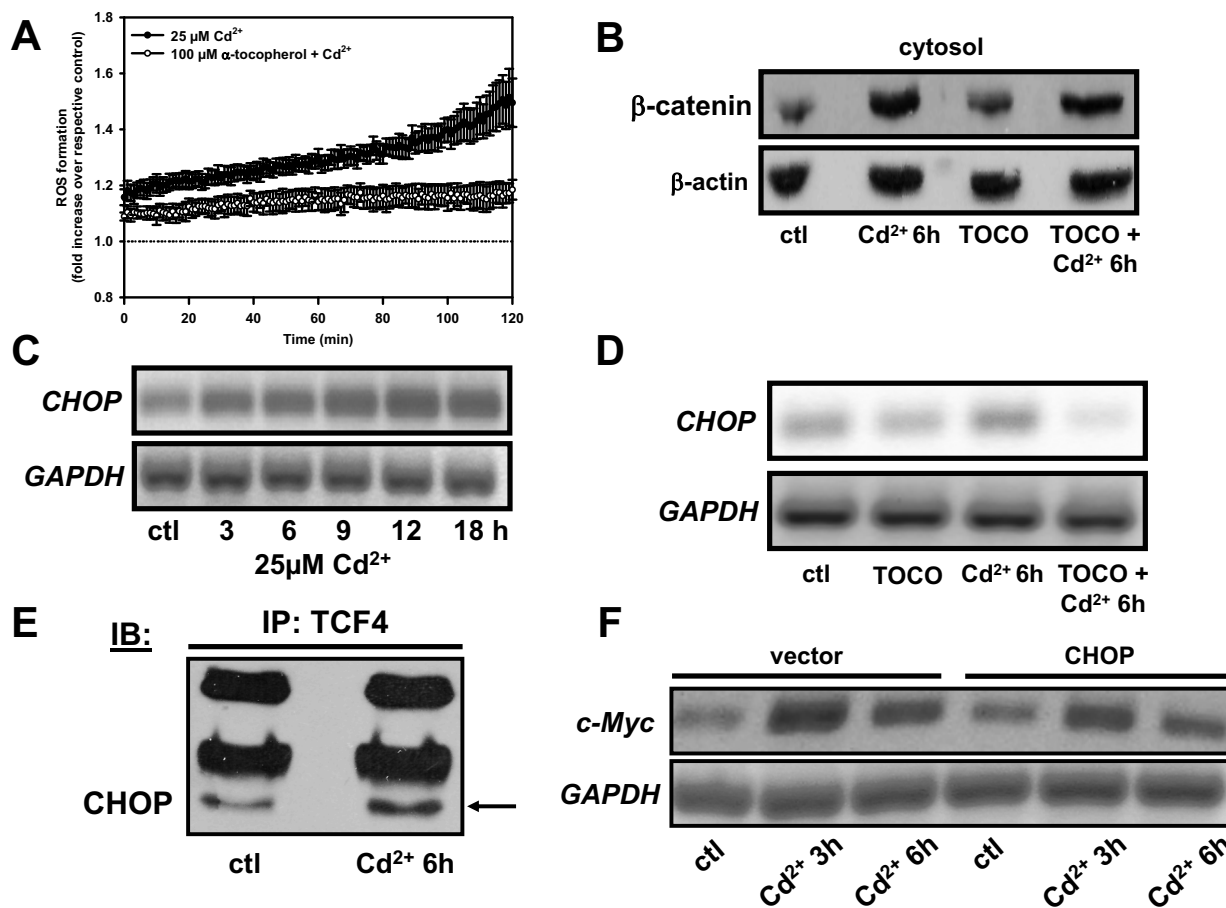 A
25 µM Cd²⁺
100 µM α-tocopherol + Cd²⁺
ROS formation
(fold increase over respective control)
1.8
1.6
1.4
1.2
1.0
0.8
0 20 40 60 80 100 120
Time (min)
B
cytosol
β-catenin
β-actin
ctl Cd²⁺ 6h TOCO TOCO + Cd²⁺ 6h
C
CHOP
GAPDH
ctl 3 6 9 12 18 h
25µM Cd²⁺
D
CHOP
GAPDH
ctl TOCO Cd²⁺ 6h TOCO + Cd²⁺ 6h
E
IB:
IP: TCF4
CHOP
ctl Cd²⁺ 6h
F
vector CHOP
c-Myc
GAPDH
ctl Cd²⁺ 3h Cd²⁺ 6h ctl Cd²⁺ 3h Cd²⁺ 6h